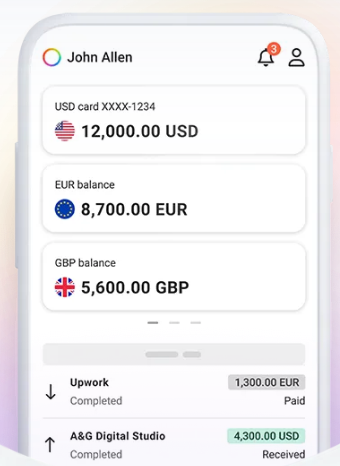 John Allen
3
USD card XXXX-1234
12,000.00 USD
EUR balance
8,700.00 EUR
GBP balance
5,600.00 GBP
Upwork
1,300.00 EUR
Completed
Paid
A&G Digital Studio
4,300.00 USD
Completed
Received